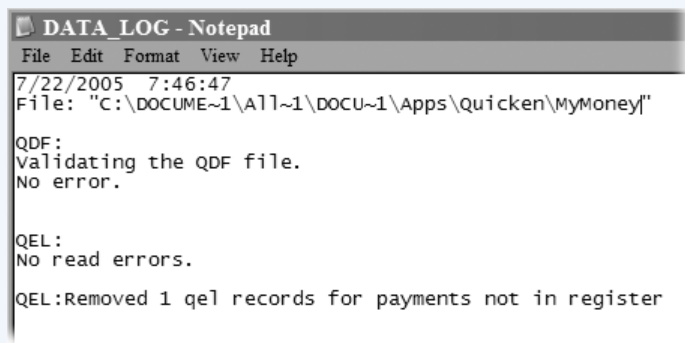 DATA_LOG - Notepad
File Edit Format View Help
7/22/2005 7:46:47
File: "C:\DOCUME~1\All~1\DOCU~1\Apps\Quicken\MyMoney"
QDF:
Validating the QDF file.
No error.
QEL:
No read errors.
QEL:Removed 1 qel records for payments not in register